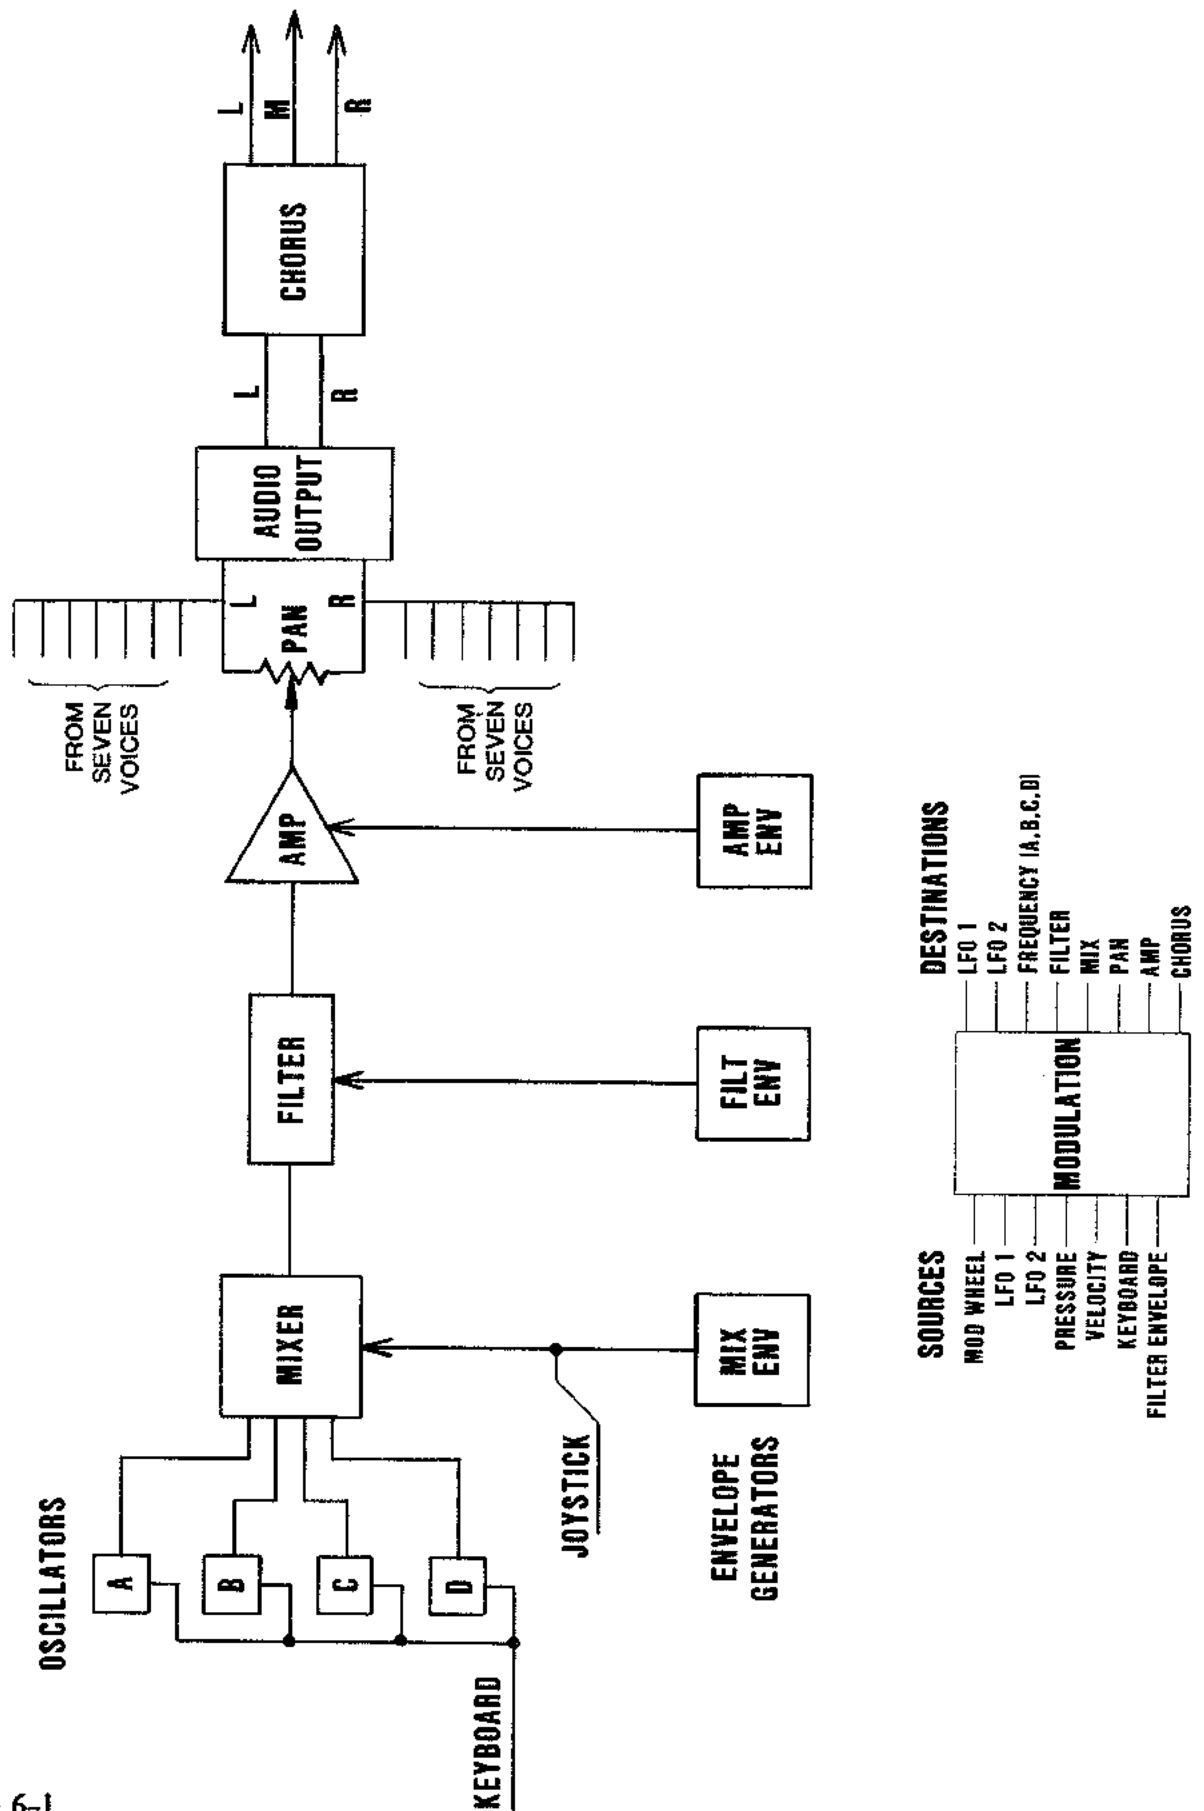 6-1
OSCILLATORS
A
B
C
D
KEYBOARD
MIXER
JOYSTICK
ENVELOPE
GENERATORS
MIX
ENV
FILTER
FILT
ENV
AMP
AMP
ENV
FROM
SEVEN
VOICES
FROM
SEVEN
VOICES
L
PAN
R
AUDIO
OUTPUT
L
R
CHORUS
L
M
R
SOURCES
MOD WHEEL
LFO 1
LFO 2
PRESSURE
VELOCITY
KEYBOARD
FILTER ENVELOPE
MODULATION
DESTINATIONS
LFO 1
LFO 2
FREQUENCY (A,B,C,D)
FILTER
MIX
PAN
AMP
CHORUS